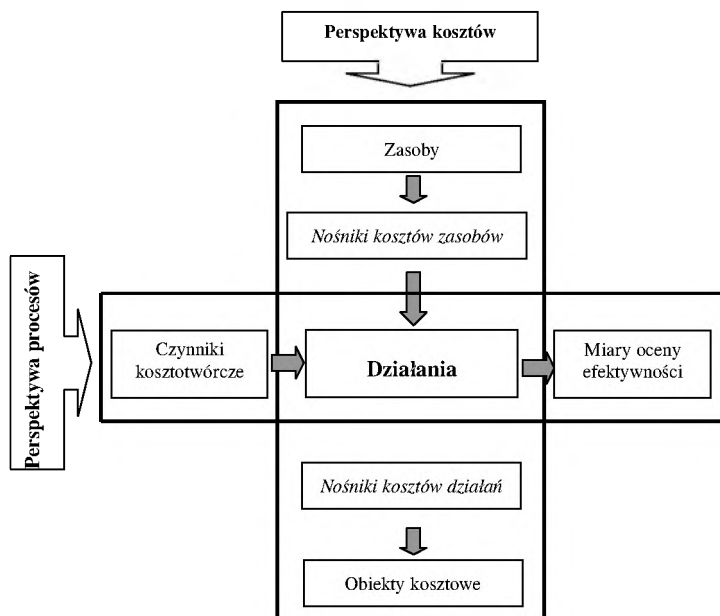 Perspektywa kosztów
Zasoby
Nośniki kosztów zasobów
Perspektywa procesów
Czynniki
kosztotwórcze
Działania
Miary oceny
efektywności
Nośniki kosztów działań
Obiekty kosztowe